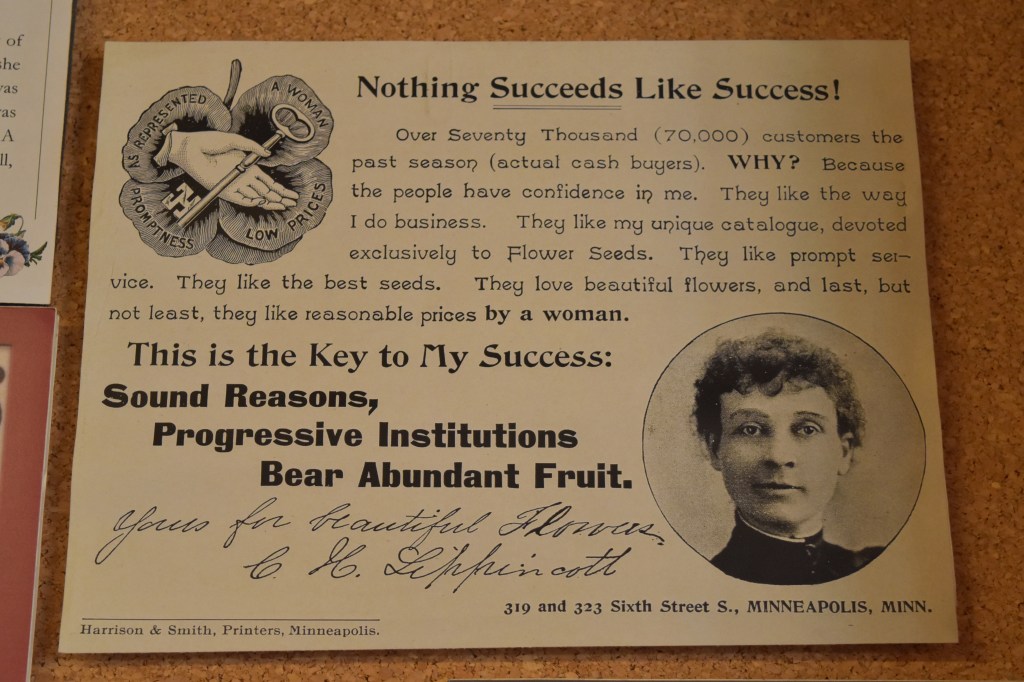 of
she
was
was
A
ll,
AS REPRESENTED
A WOMAN
PROMPTNESS
LOW PRICES
Nothing Succeeds Like Success!
Over Seventy Thousand (70,000) customers the
past season (actual cash buyers). WHY? Because
the people have confidence in me. They like the way
I do business. They like my unique catalogue, devoted
exclusively to Flower Seeds. They like prompt ser-
vice. They like the best seeds. They love beautiful flowers, and last, but
not least, they like reasonable prices by a woman.
This is the Key to My Success:
Sound Reasons,
Progressive Institutions
Bear Abundant Fruit.
Yours for beautiful Flowers.
C. H. Lippincott
319 and 323 Sixth Street S., MINNEAPOLIS, MINN.
Harrison & Smith, Printers, Minneapolis.